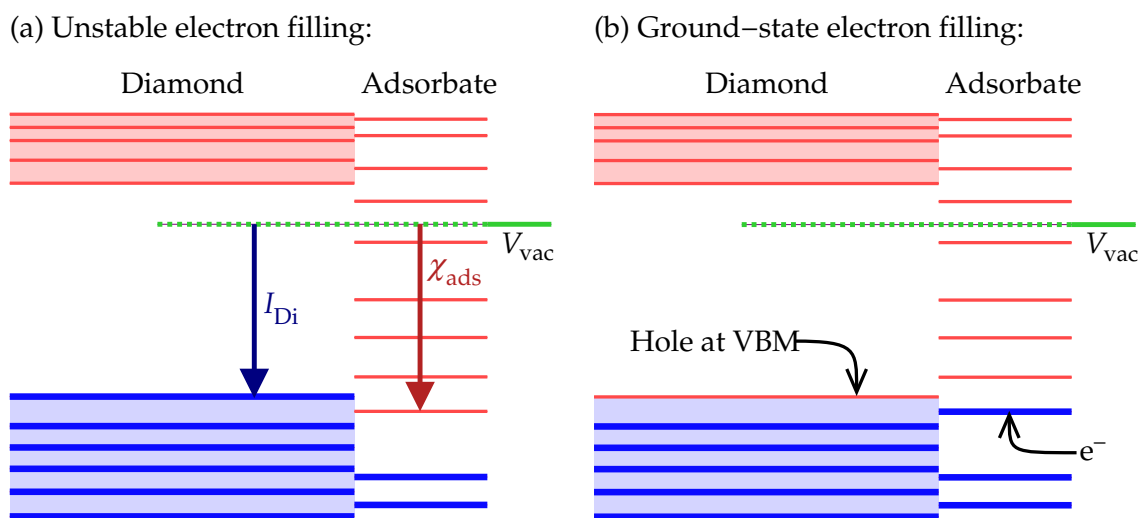 (a) Unstable electron filling:
Diamond
Adsorbate
V_vac
χ_ads
I_Di
(b) Ground−state electron filling:
Diamond
Adsorbate
V_vac
Hole at VBM
e⁻